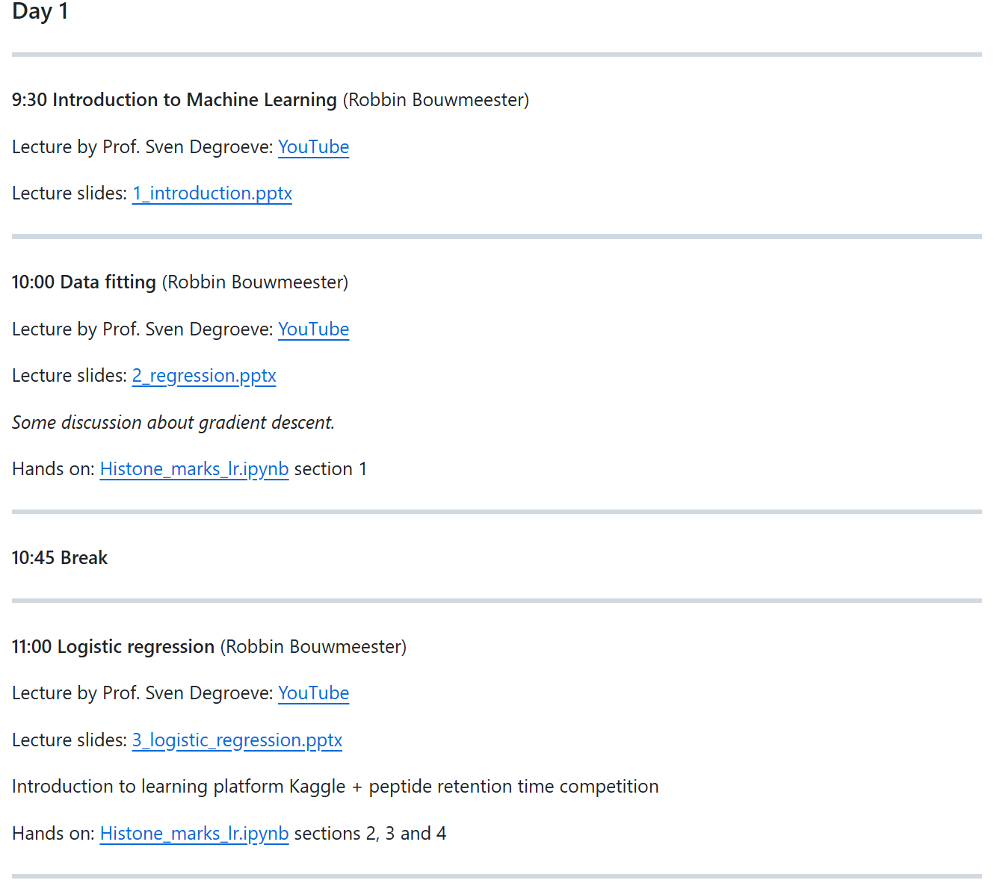 Day 1
9:30 Introduction to Machine Learning (Robbin Bouwmeester)
Lecture by Prof. Sven Degroeve: YouTube
Lecture slides: 1_introduction.pptx
10:00 Data fitting (Robbin Bouwmeester)
Lecture by Prof. Sven Degroeve: YouTube
Lecture slides: 2_regression.pptx
Some discussion about gradient descent.
Hands on: Histone_marks_lr.ipynb section 1
10:45 Break
11:00 Logistic regression (Robbin Bouwmeester)
Lecture by Prof. Sven Degroeve: YouTube
Lecture slides: 3_logistic_regression.pptx
Introduction to learning platform Kaggle + peptide retention time competition
Hands on: Histone_marks_lr.ipynb sections 2, 3 and 4